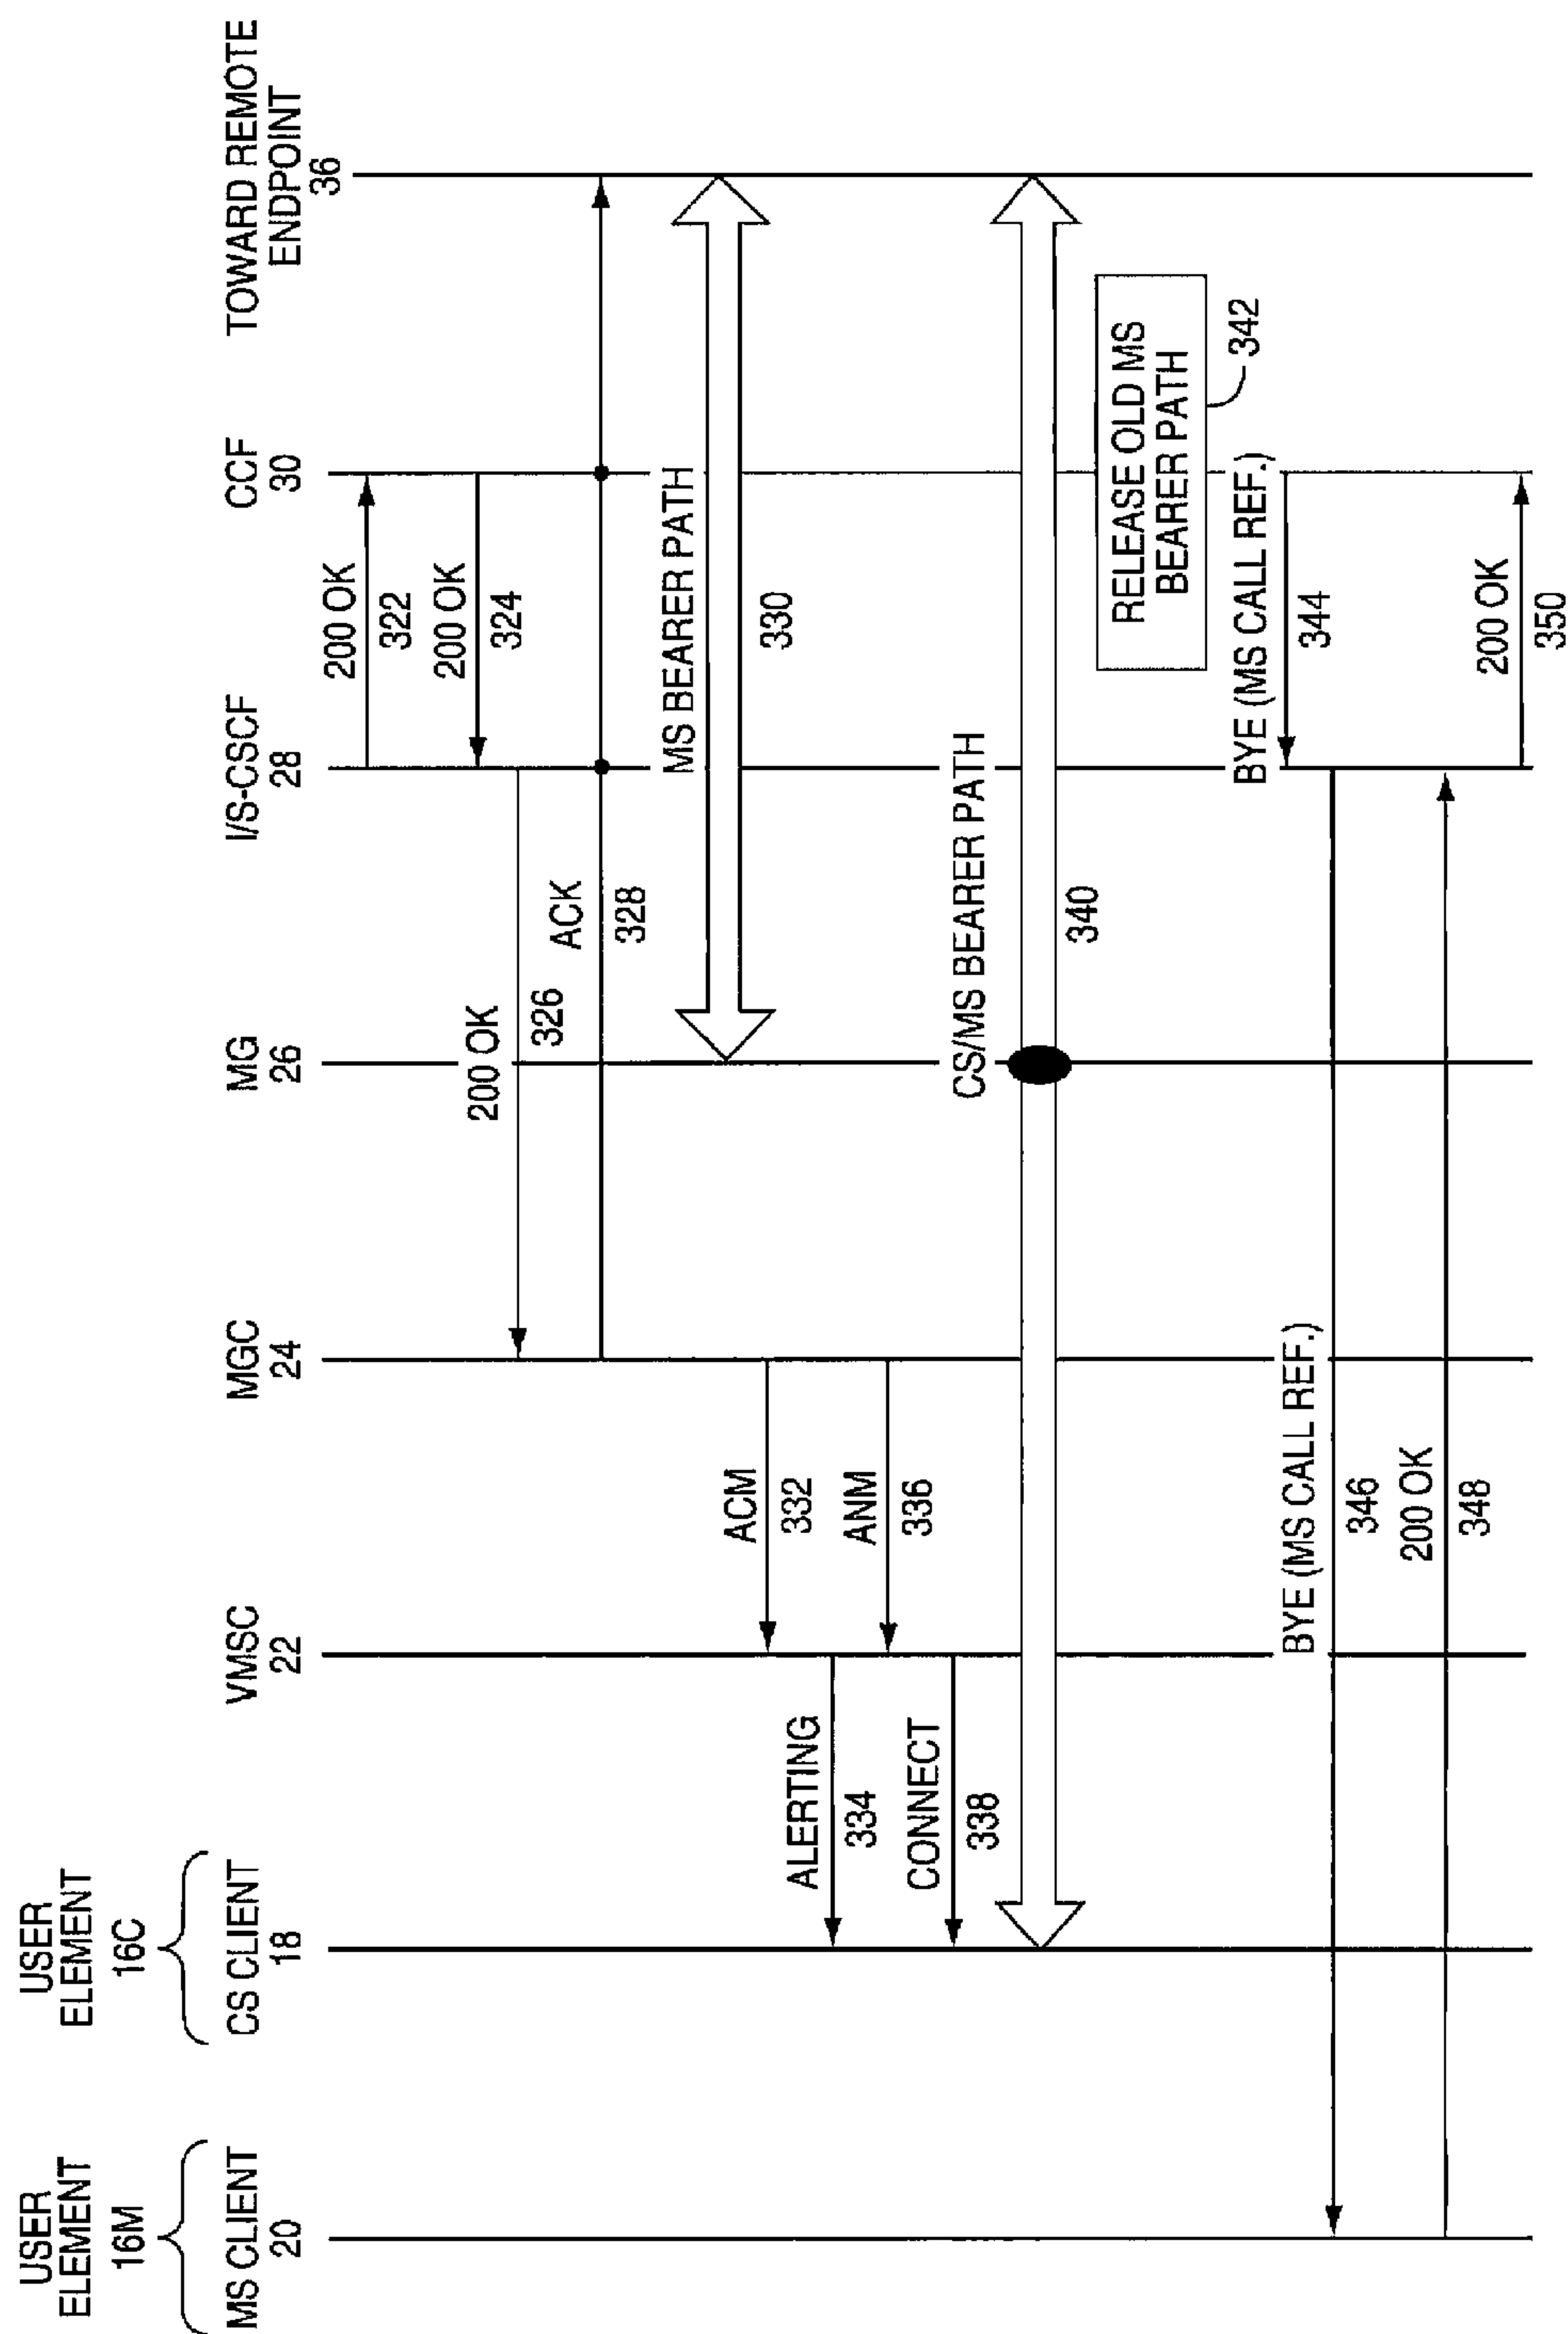 USER
ELEMENT
16M
MS CLIENT
20
USER
ELEMENT
16C
CS CLIENT
18
VMSC
22
MGC
24
MG
26
I/S-CSCF
28
CCF
30
TOWARD REMOTE
ENDPOINT
36
200 OK
322
200 OK
324
200 OK
326
ACK
328
MS BEARER PATH
330
ACM
332
ALERTING
334
ANM
336
CONNECT
338
CS/MS BEARER PATH
340
RELEASE OLD MS
BEARER PATH
342
BYE (MS CALL REF.)
344
BYE (MS CALL REF.)
346
200 OK
348
200 OK
350